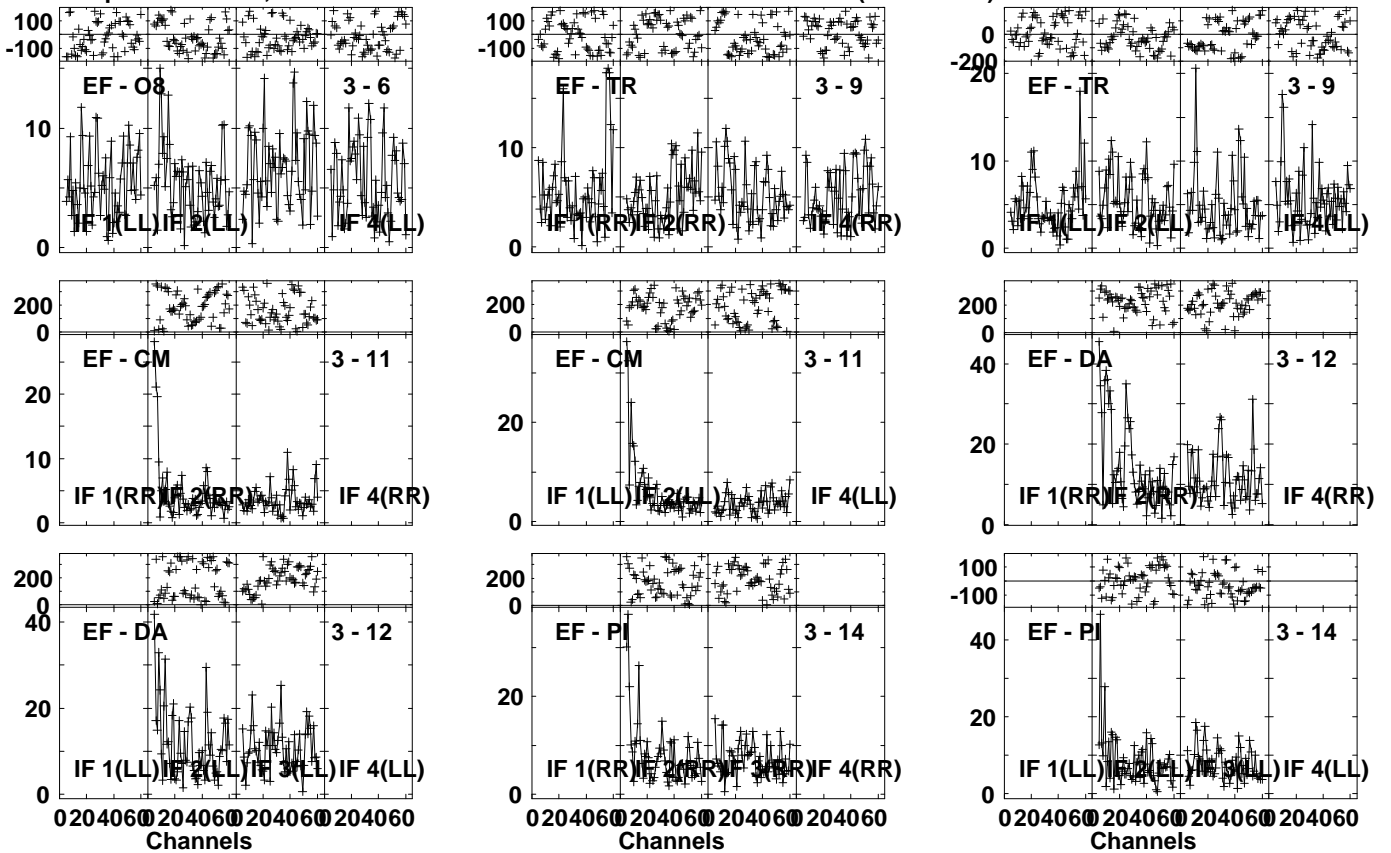 100 100 100
-100 -100 0
-200
20
EF - O8 3 - 6 EF - TR 3 - 9 EF - TR 3 - 9
10 10 10
IF 1(LL) IF 2(LL) IF 4(LL) IF 1(RR) IF 2(RR) IF 4(RR) IF 1(LL) IF 2(LL) IF 4(LL)
0 0 0
200 200 200
0 0 0
EF - CM 3 - 11 EF - CM 3 - 11 EF - DA 3 - 12
40
20 20 20
10
IF 1(RR) IF 2(RR) IF 4(RR) IF 1(LL) IF 2(LL) IF 4(LL) IF 1(RR) IF 2(RR) IF 4(RR)
0 0 0
200 200 100
0 0 -100
EF - DA 3 - 12 EF - PI 3 - 14 EF - PI 3 - 14
40 40
20 20 20
IF 1(LL) IF 2(LL) IF 3(LL) IF 4(LL) IF 1(RR) IF 2(RR) IF 3(RR) IF 4(RR) IF 1(LL) IF 2(LL) IF 3(LL) IF 4(LL)
0 0 0
0 20 40 60 0 20 40 60 0 20 40 60 0 20 40 60 0 20 40 60 0 20 40 60 0 20 40 60 0 20 40 60 0 20 40 60 0 20 40 60 0 20 40 60 0 20 40 60
Channels Channels Channels